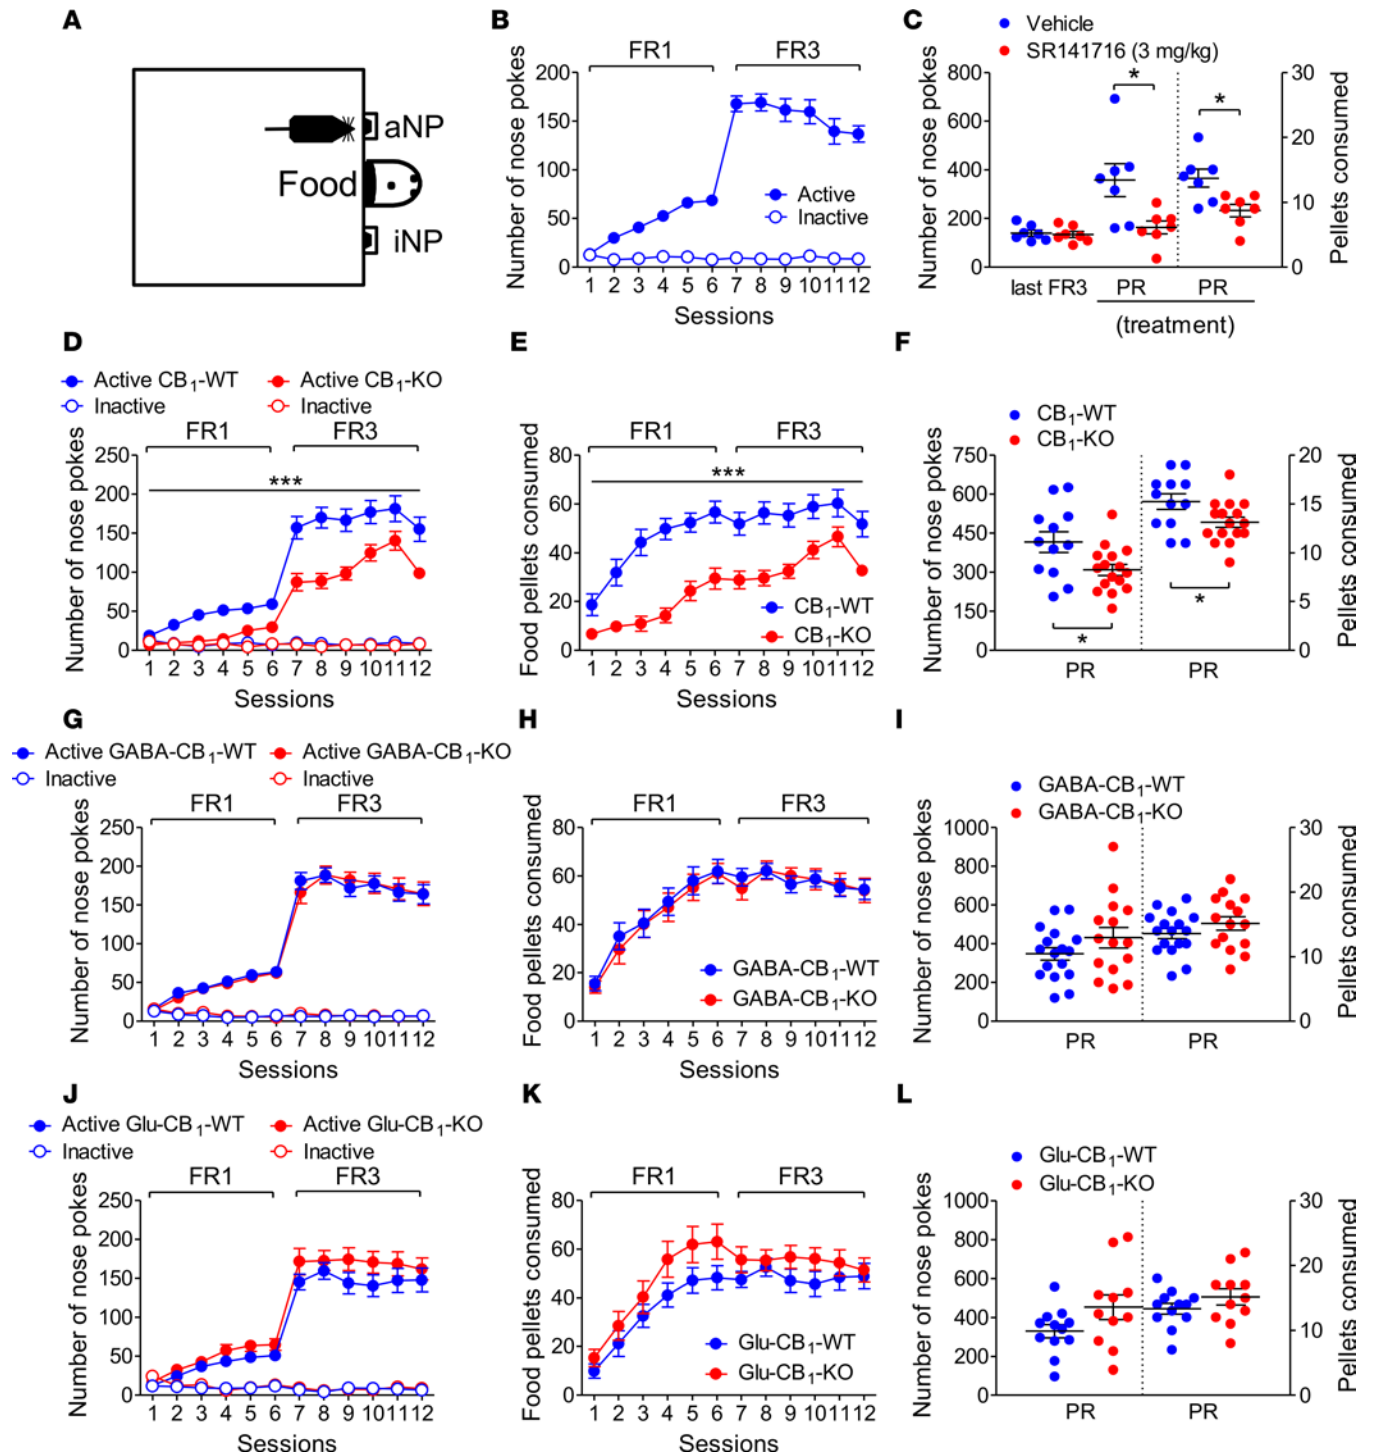 A
aNP
Food
iNP
B
FR1 FR3
Number of nose pokes
200
150
100
50
0
Active
Inactive
1 2 3 4 5 6 7 8 9 10 11 12
Sessions
C
Vehicle
SR141716 (3 mg/kg)
Number of nose pokes
800
600
400
200
0
* *
30
20
10
0
Pellets consumed
last FR3 PR PR
(treatment)
D
Active CB1-WT Active CB1-KO
Inactive Inactive
FR1 FR3
Number of nose pokes
250
200
150
100
50
0
***
1 2 3 4 5 6 7 8 9 10 11 12
Sessions
E
FR1 FR3
Food pellets consumed
80
60
40
20
0
***
CB1-WT
CB1-KO
1 2 3 4 5 6 7 8 9 10 11 12
Sessions
F
CB1-WT
CB1-KO
Number of nose pokes
750
600
450
300
150
0
* *
20
15
10
5
0
Pellets consumed
PR PR
G
Active GABA-CB1-WT Active GABA-CB1-KO
Inactive Inactive
FR1 FR3
Number of nose pokes
250
200
150
100
50
0
1 2 3 4 5 6 7 8 9 10 11 12
Sessions
H
FR1 FR3
Food pellets consumed
80
60
40
20
0
GABA-CB1-WT
GABA-CB1-KO
1 2 3 4 5 6 7 8 9 10 11 12
Sessions
I
GABA-CB1-WT
GABA-CB1-KO
Number of nose pokes
1000
800
600
400
200
0
30
20
10
0
Pellets consumed
PR PR
J
Active Glu-CB1-WT Active Glu-CB1-KO
Inactive Inactive
FR1 FR3
Number of nose pokes
250
200
150
100
50
0
1 2 3 4 5 6 7 8 9 10 11 12
Sessions
K
FR1 FR3
Food pellets consumed
80
60
40
20
0
Glu-CB1-WT
Glu-CB1-KO
1 2 3 4 5 6 7 8 9 10 11 12
Sessions
L
Glu-CB1-WT
Glu-CB1-KO
Number of nose pokes
1000
800
600
400
200
0
30
20
10
0
Pellets consumed
PR PR